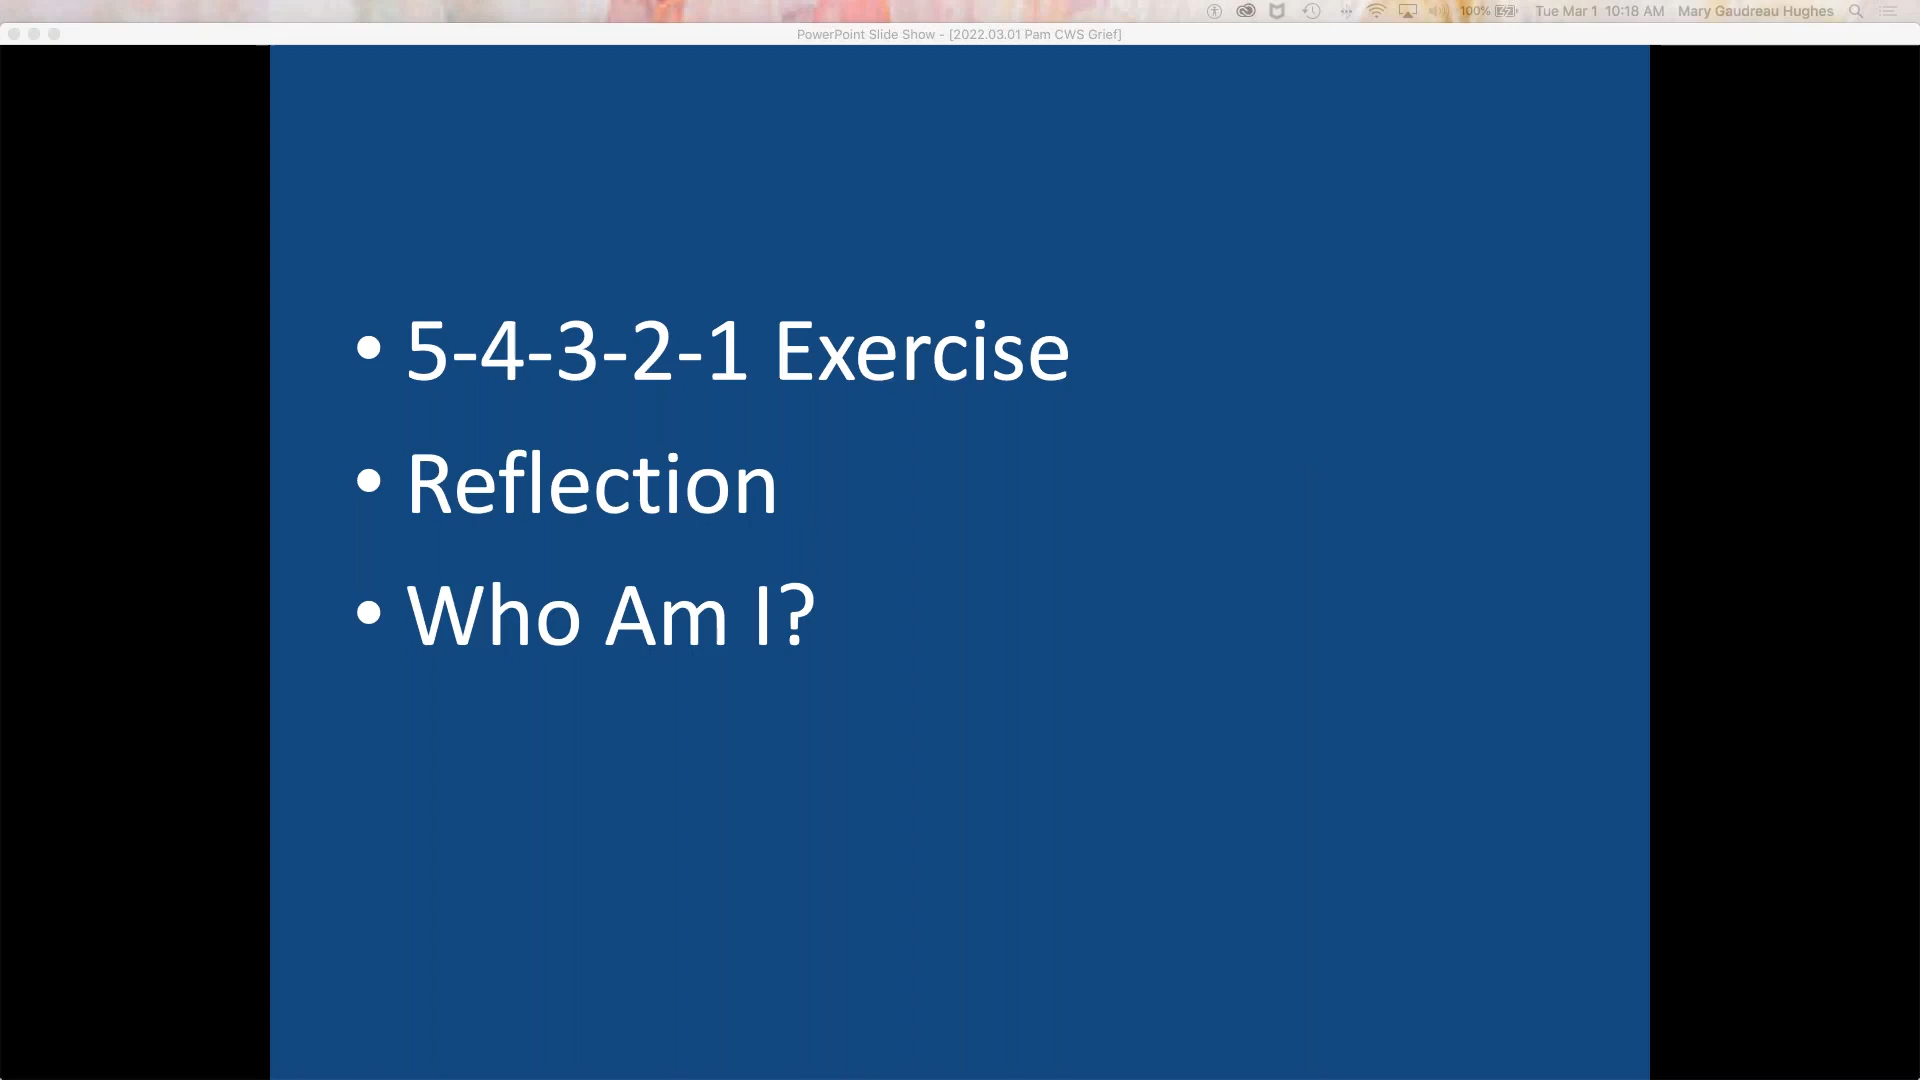 100% Tue Mar 1 10:18 AM Mary Gaudreau Hughes
PowerPoint Slide Show - [2022.03.01 Pam CWS Grief]
• 5-4-3-2-1 Exercise
• Reflection
• Who Am I?